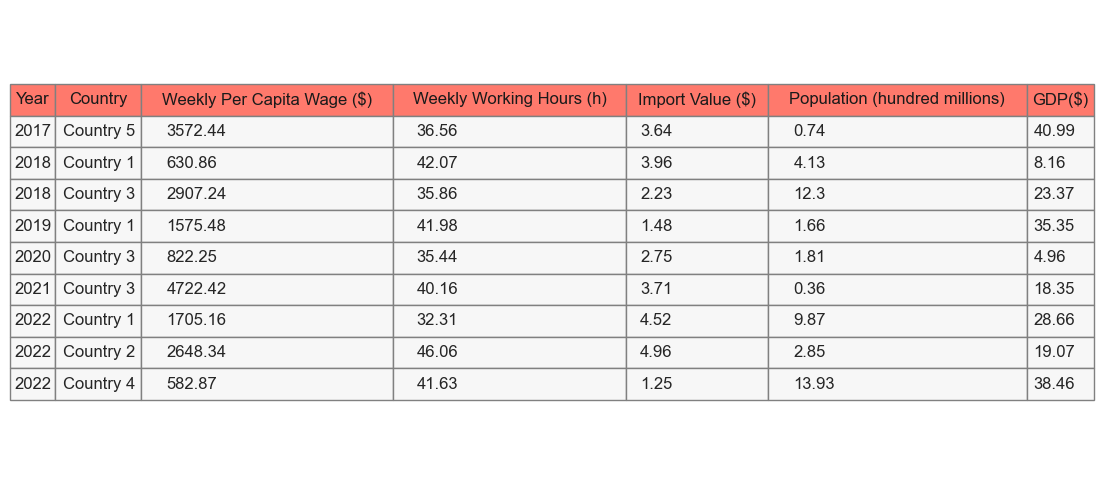 Year Country Weekly Per Capita Wage ($) Weekly Working Hours (h) Import Value ($) Population (hundred millions) GDP($)
2017 Country 5 3572.44 36.56 3.64 0.74 40.99
2018 Country 1 630.86 42.07 3.96 4.13 8.16
2018 Country 3 2907.24 35.86 2.23 12.3 23.37
2019 Country 1 1575.48 41.98 1.48 1.66 35.35
2020 Country 3 822.25 35.44 2.75 1.81 4.96
2021 Country 3 4722.42 40.16 3.71 0.36 18.35
2022 Country 1 1705.16 32.31 4.52 9.87 28.66
2022 Country 2 2648.34 46.06 4.96 2.85 19.07
2022 Country 4 582.87 41.63 1.25 13.93 38.46